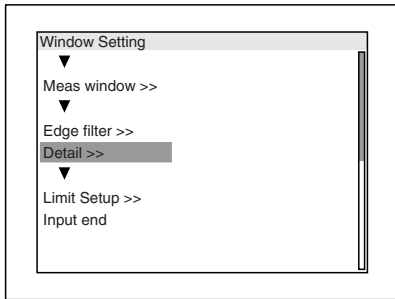 Window Setting
▼
Meas window >>
▼
Edge filter >>
Detail >>
▼
Limit Setup >>
Input end